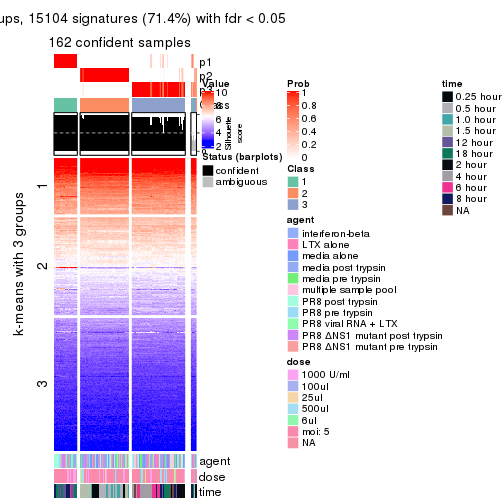 ups, 15104 signatures (71.4%) with fdr < 0.05
162 confident samples
p1
p2
Value
10
6
4
2
Silhouette
score
Status (barplots)
confident
ambiguous
k-means with 3 groups
1
2
3
agent
dose
time
Prob
1
0.8
0.6
0.4
0.2
0
Class
1
2
3
agent
interferon-beta
LTX alone
media alone
media post trypsin
media pre trypsin
multiple sample pool
PR8 post trypsin
PR8 pre trypsin
PR8 viral RNA + LTX
PR8 ΔNS1 mutant post trypsin
PR8 ΔNS1 mutant pre trypsin
dose
1000 U/ml
100ul
25ul
500ul
6ul
moi: 5
NA
time
0.25 hour
0.5 hour
1.0 hour
1.5 hour
12 hour
18 hour
2 hour
4 hour
6 hour
8 hour
NA